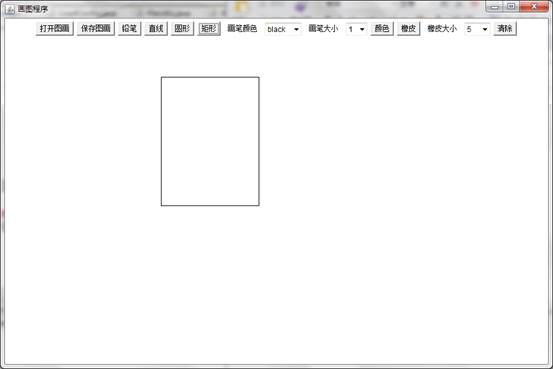 画图程序
打开图画 保存图画 铅笔 直线 圆形 矩形 画笔颜色 black 画笔大小 1 颜色 橡皮 橡皮大小 5 清除